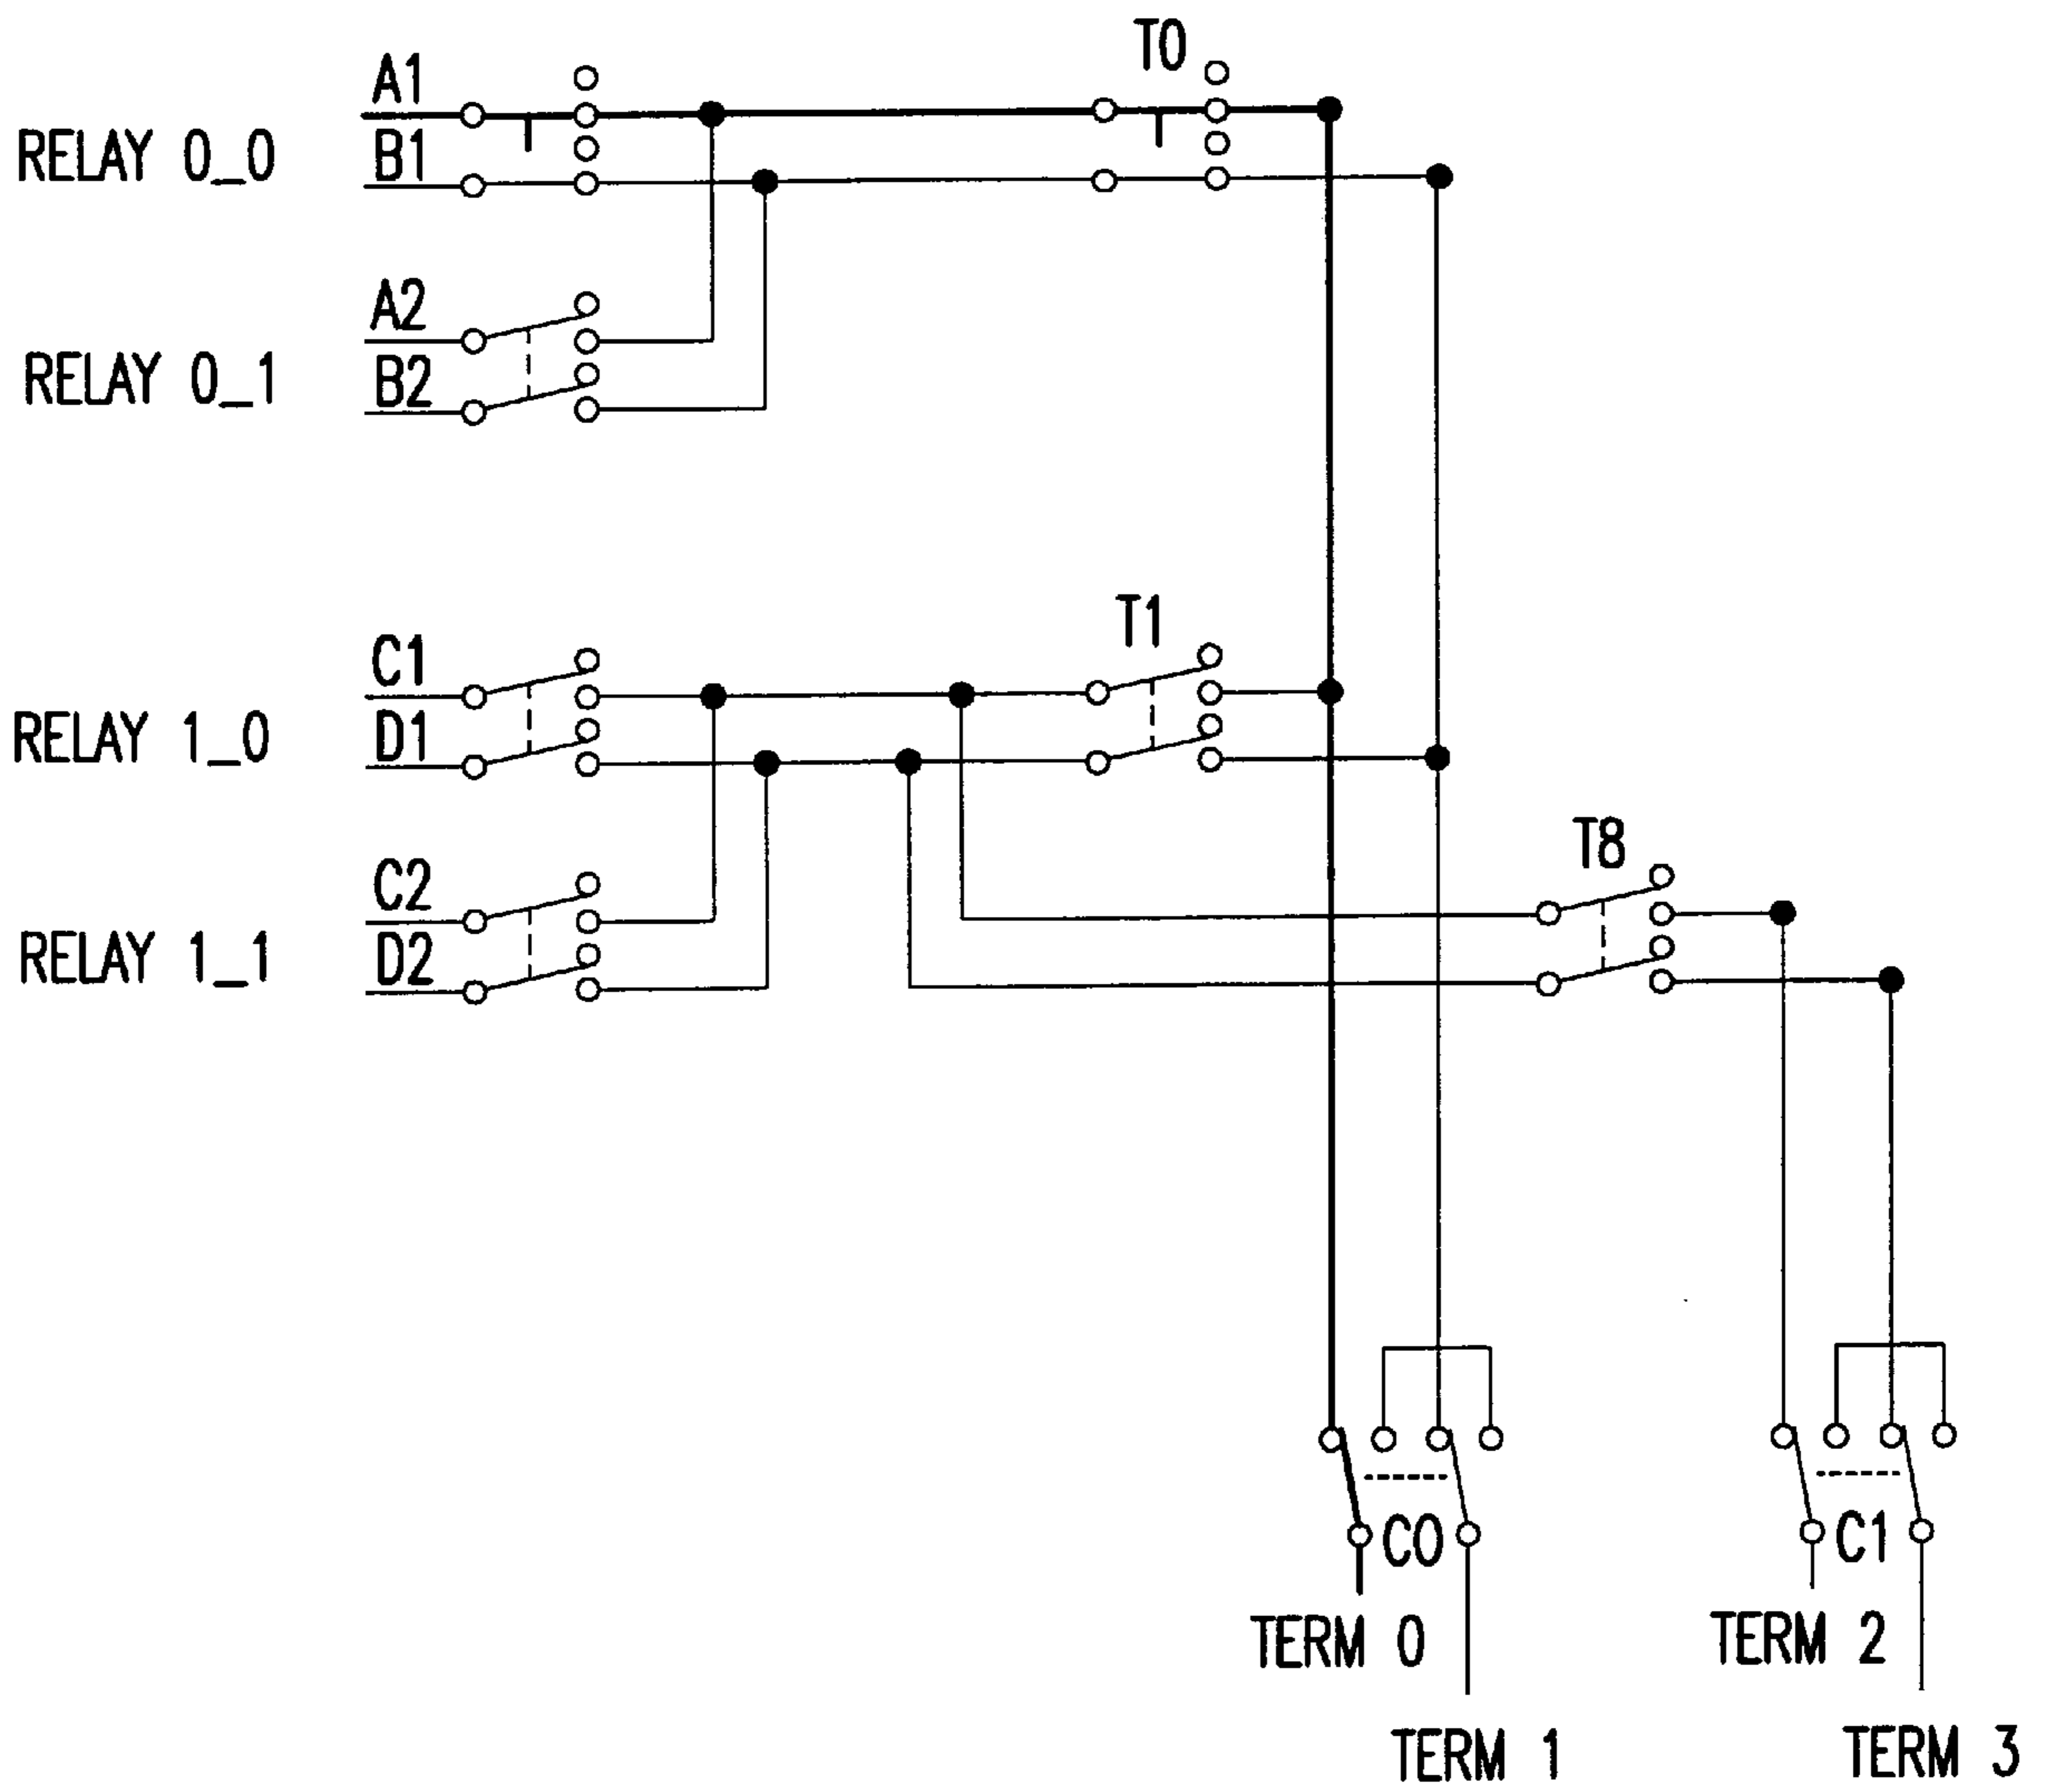 T0
A1
RELAY 0_0
B1
A2
RELAY 0_1
B2
T1
C1
RELAY 1_0
D1
T8
C2
RELAY 1_1
D2
C0
C1
TERM 0
TERM 2
TERM 1
TERM 3